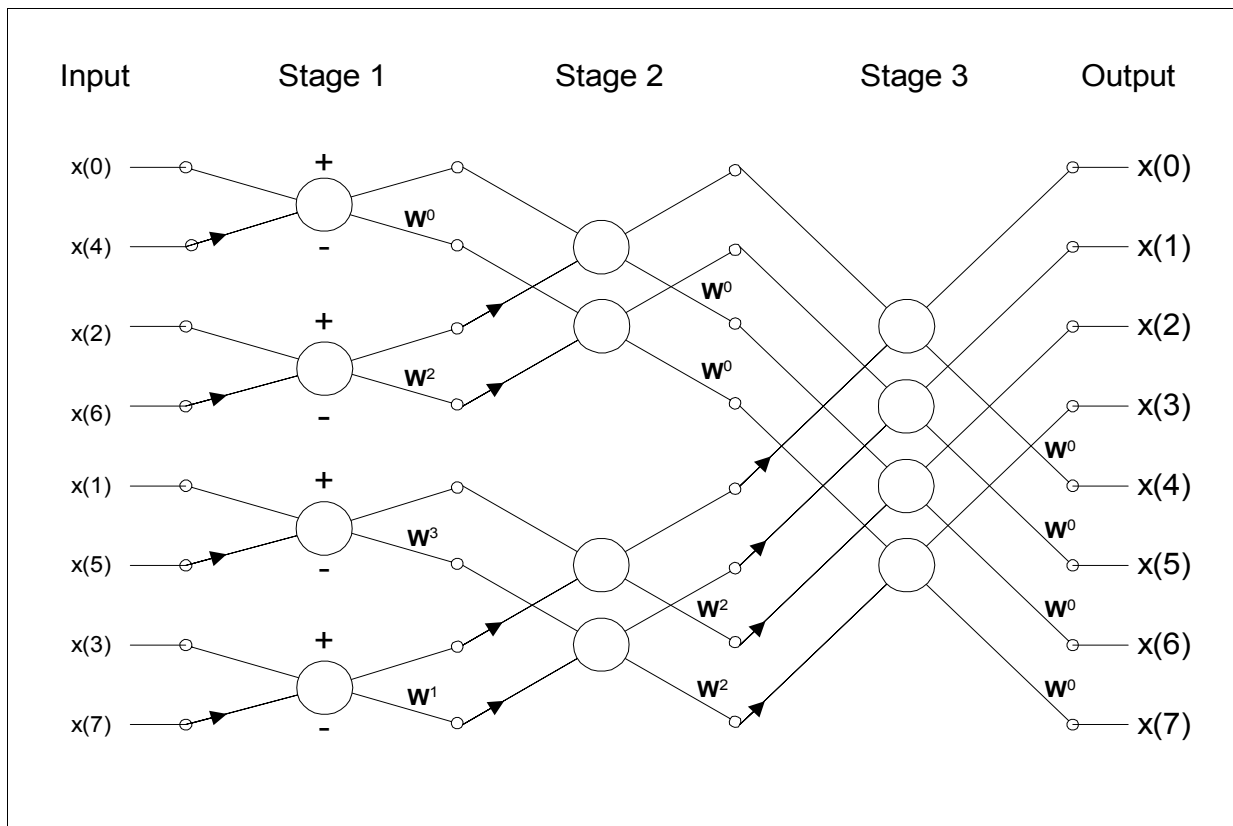 Input Stage 1 Stage 2 Stage 3 Output
x(0) + x(0)
W⁰
x(4) - x(1)
W⁰
x(2) + x(2)
W² W⁰
x(6) - x(3)
W⁰
x(1) + x(4)
W³ W⁰
x(5) - x(5)
W² W⁰
x(3) + x(6)
W¹ W² W⁰
x(7) - x(7)